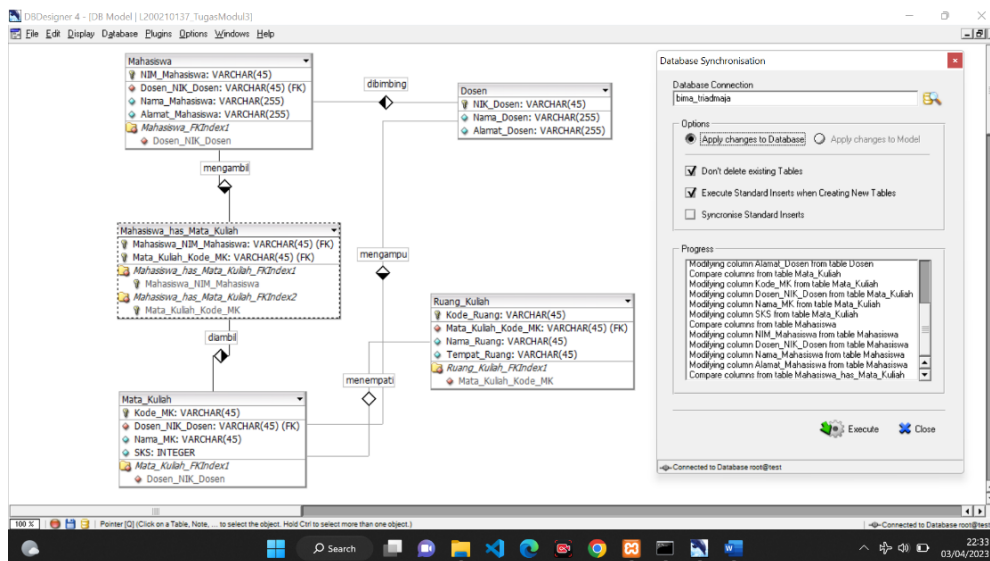 DBDesigner 4 - [DB Model | L200210137_TugasModul3]
File Edit Display Database Plugins Options Windows Help
Mahasiswa
NIM_Mahasiswa: VARCHAR(45)
Dosen_NIK_Dosen: VARCHAR(45) (FK)
Nama_Mahasiswa: VARCHAR(255)
Alamat_Mahasiswa: VARCHAR(255)
Mahasiswa_FKIndex1
Dosen_NIK_Dosen
dibimbing
Dosen
NIK_Dosen: VARCHAR(45)
Nama_Dosen: VARCHAR(255)
Alamat_Dosen: VARCHAR(255)
mengambil
Mahasiswa_has_Mata_Kuliah
Mahasiswa_NIM_Mahasiswa: VARCHAR(45) (FK)
Mata_Kuliah_Kode_MK: VARCHAR(45) (FK)
Mahasiswa_has_Mata_Kuliah_FKIndex1
Mahasiswa_NIM_Mahasiswa
Mahasiswa_has_Mata_Kuliah_FKIndex2
Mata_Kuliah_Kode_MK
mengampu
Ruang_Kuliah
Kode_Ruang: VARCHAR(45)
Mata_Kuliah_Kode_MK: VARCHAR(45) (FK)
Nama_Ruang: VARCHAR(45)
Tempat_Ruang: VARCHAR(45)
Ruang_Kuliah_FKIndex1
Mata_Kuliah_Kode_MK
diambil
menempati
Mata_Kuliah
Kode_MK: VARCHAR(45)
Dosen_NIK_Dosen: VARCHAR(45) (FK)
Nama_MK: VARCHAR(45)
SKS: INTEGER
Mata_Kuliah_FKIndex1
Dosen_NIK_Dosen
Database Synchronisation
Database Connection
bima_triadmaja
Options
Apply changes to Database Apply changes to Model
Don't delete existing Tables
Execute Standard Inserts when Creating New Tables
Syncronise Standard Inserts
Progress
Modifying column Alamat_Dosen from table Dosen
Compare columns from table Mata_Kuliah
Modifying column Kode_MK from table Mata_Kuliah
Modifying column Dosen_NIK_Dosen from table Mata_Kuliah
Modifying column Nama_MK from table Mata_Kuliah
Modifying column SKS from table Mata_Kuliah
Compare columns from table Mahasiswa
Modifying column NIM_Mahasiswa from table Mahasiswa
Modifying column Dosen_NIK_Dosen from table Mahasiswa
Modifying column Nama_Mahasiswa from table Mahasiswa
Modifying column Alamat_Mahasiswa from table Mahasiswa
Compare columns from table Mahasiswa_has_Mata_Kuliah
Execute Close
Connected to Database root@test
100 % Pointer [Q] (Click on a Table, Note, ... to select the object. Hold Ctrl to select more than one object.) Connected to Database root@test
Search
22:33
03/04/2023